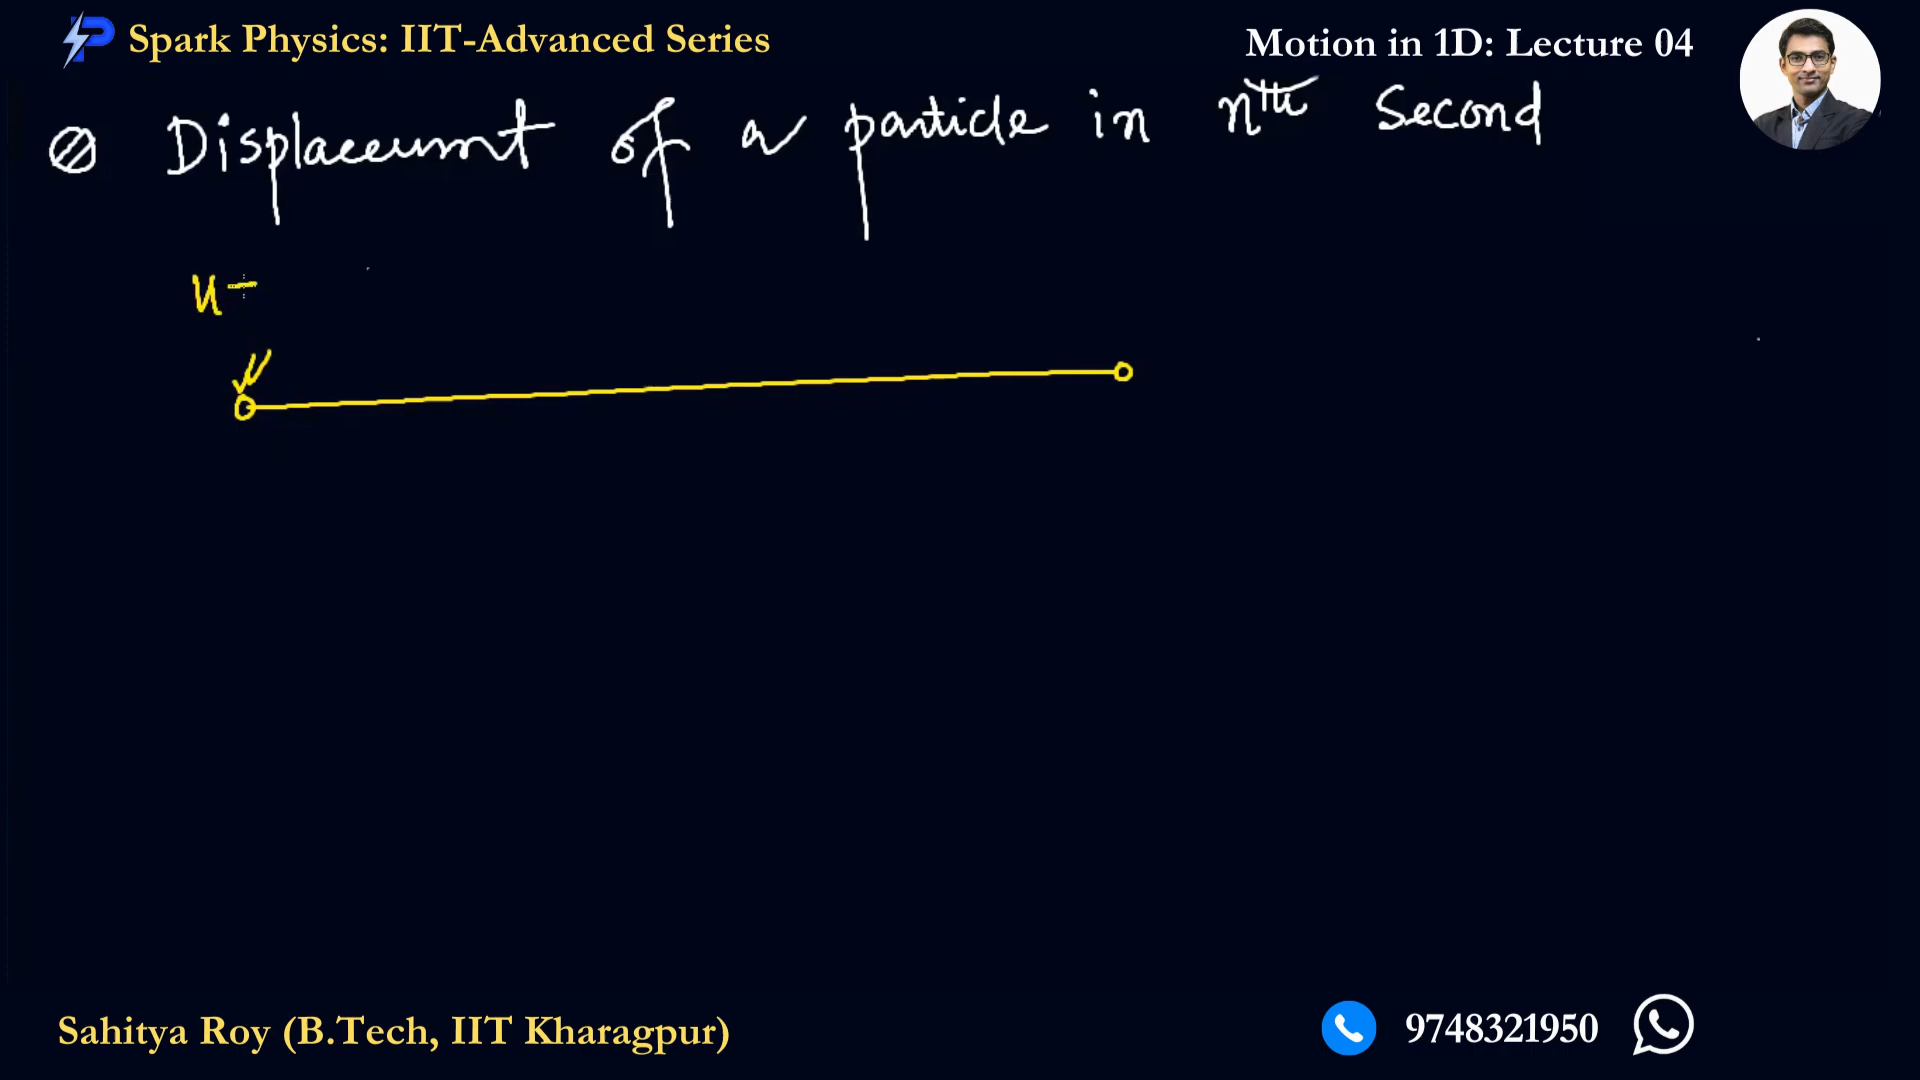 Spark Physics: IIT-Advanced Series
Motion in 1D: Lecture 04
Displacement of a particle in nth Second
u-
Sahitya Roy (B.Tech, IIT Kharagpur)
9748321950